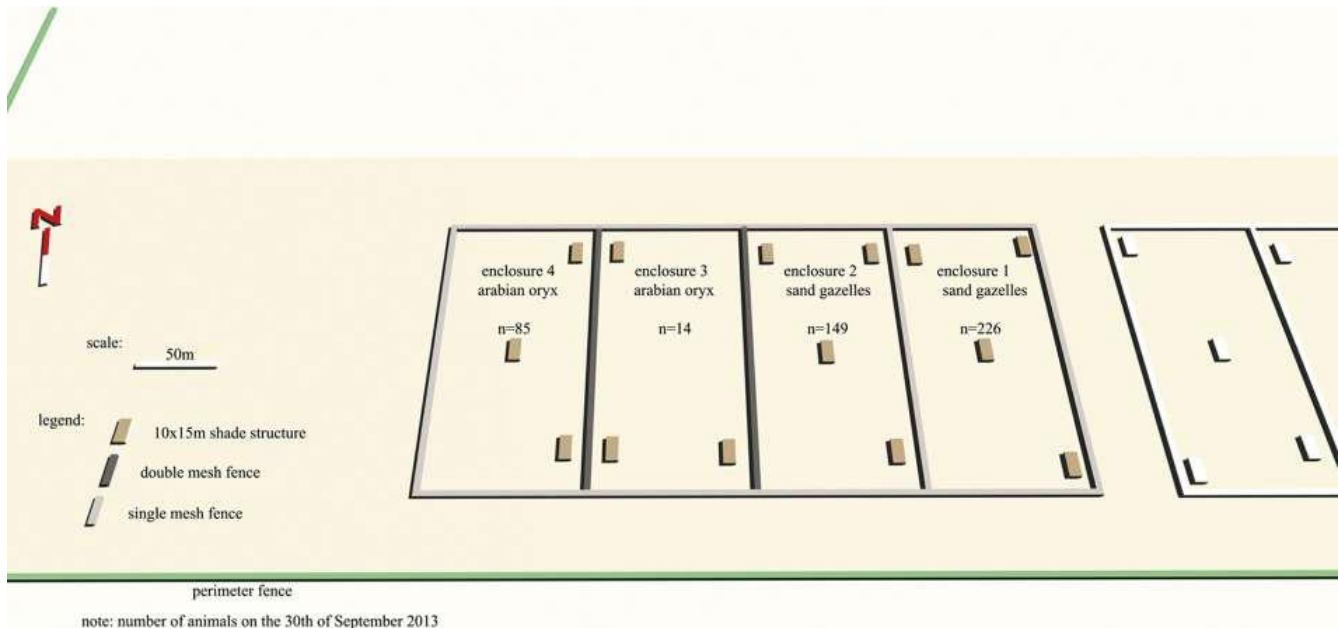 N
enclosure 4
arabian oryx
n=85
enclosure 3
arabian oryx
n=14
enclosure 2
sand gazelles
n=149
enclosure 1
sand gazelles
n=226
scale:
50m
legend:
10x15m shade structure
double mesh fence
single mesh fence
perimeter fence
note: number of animals on the 30th of September 2013